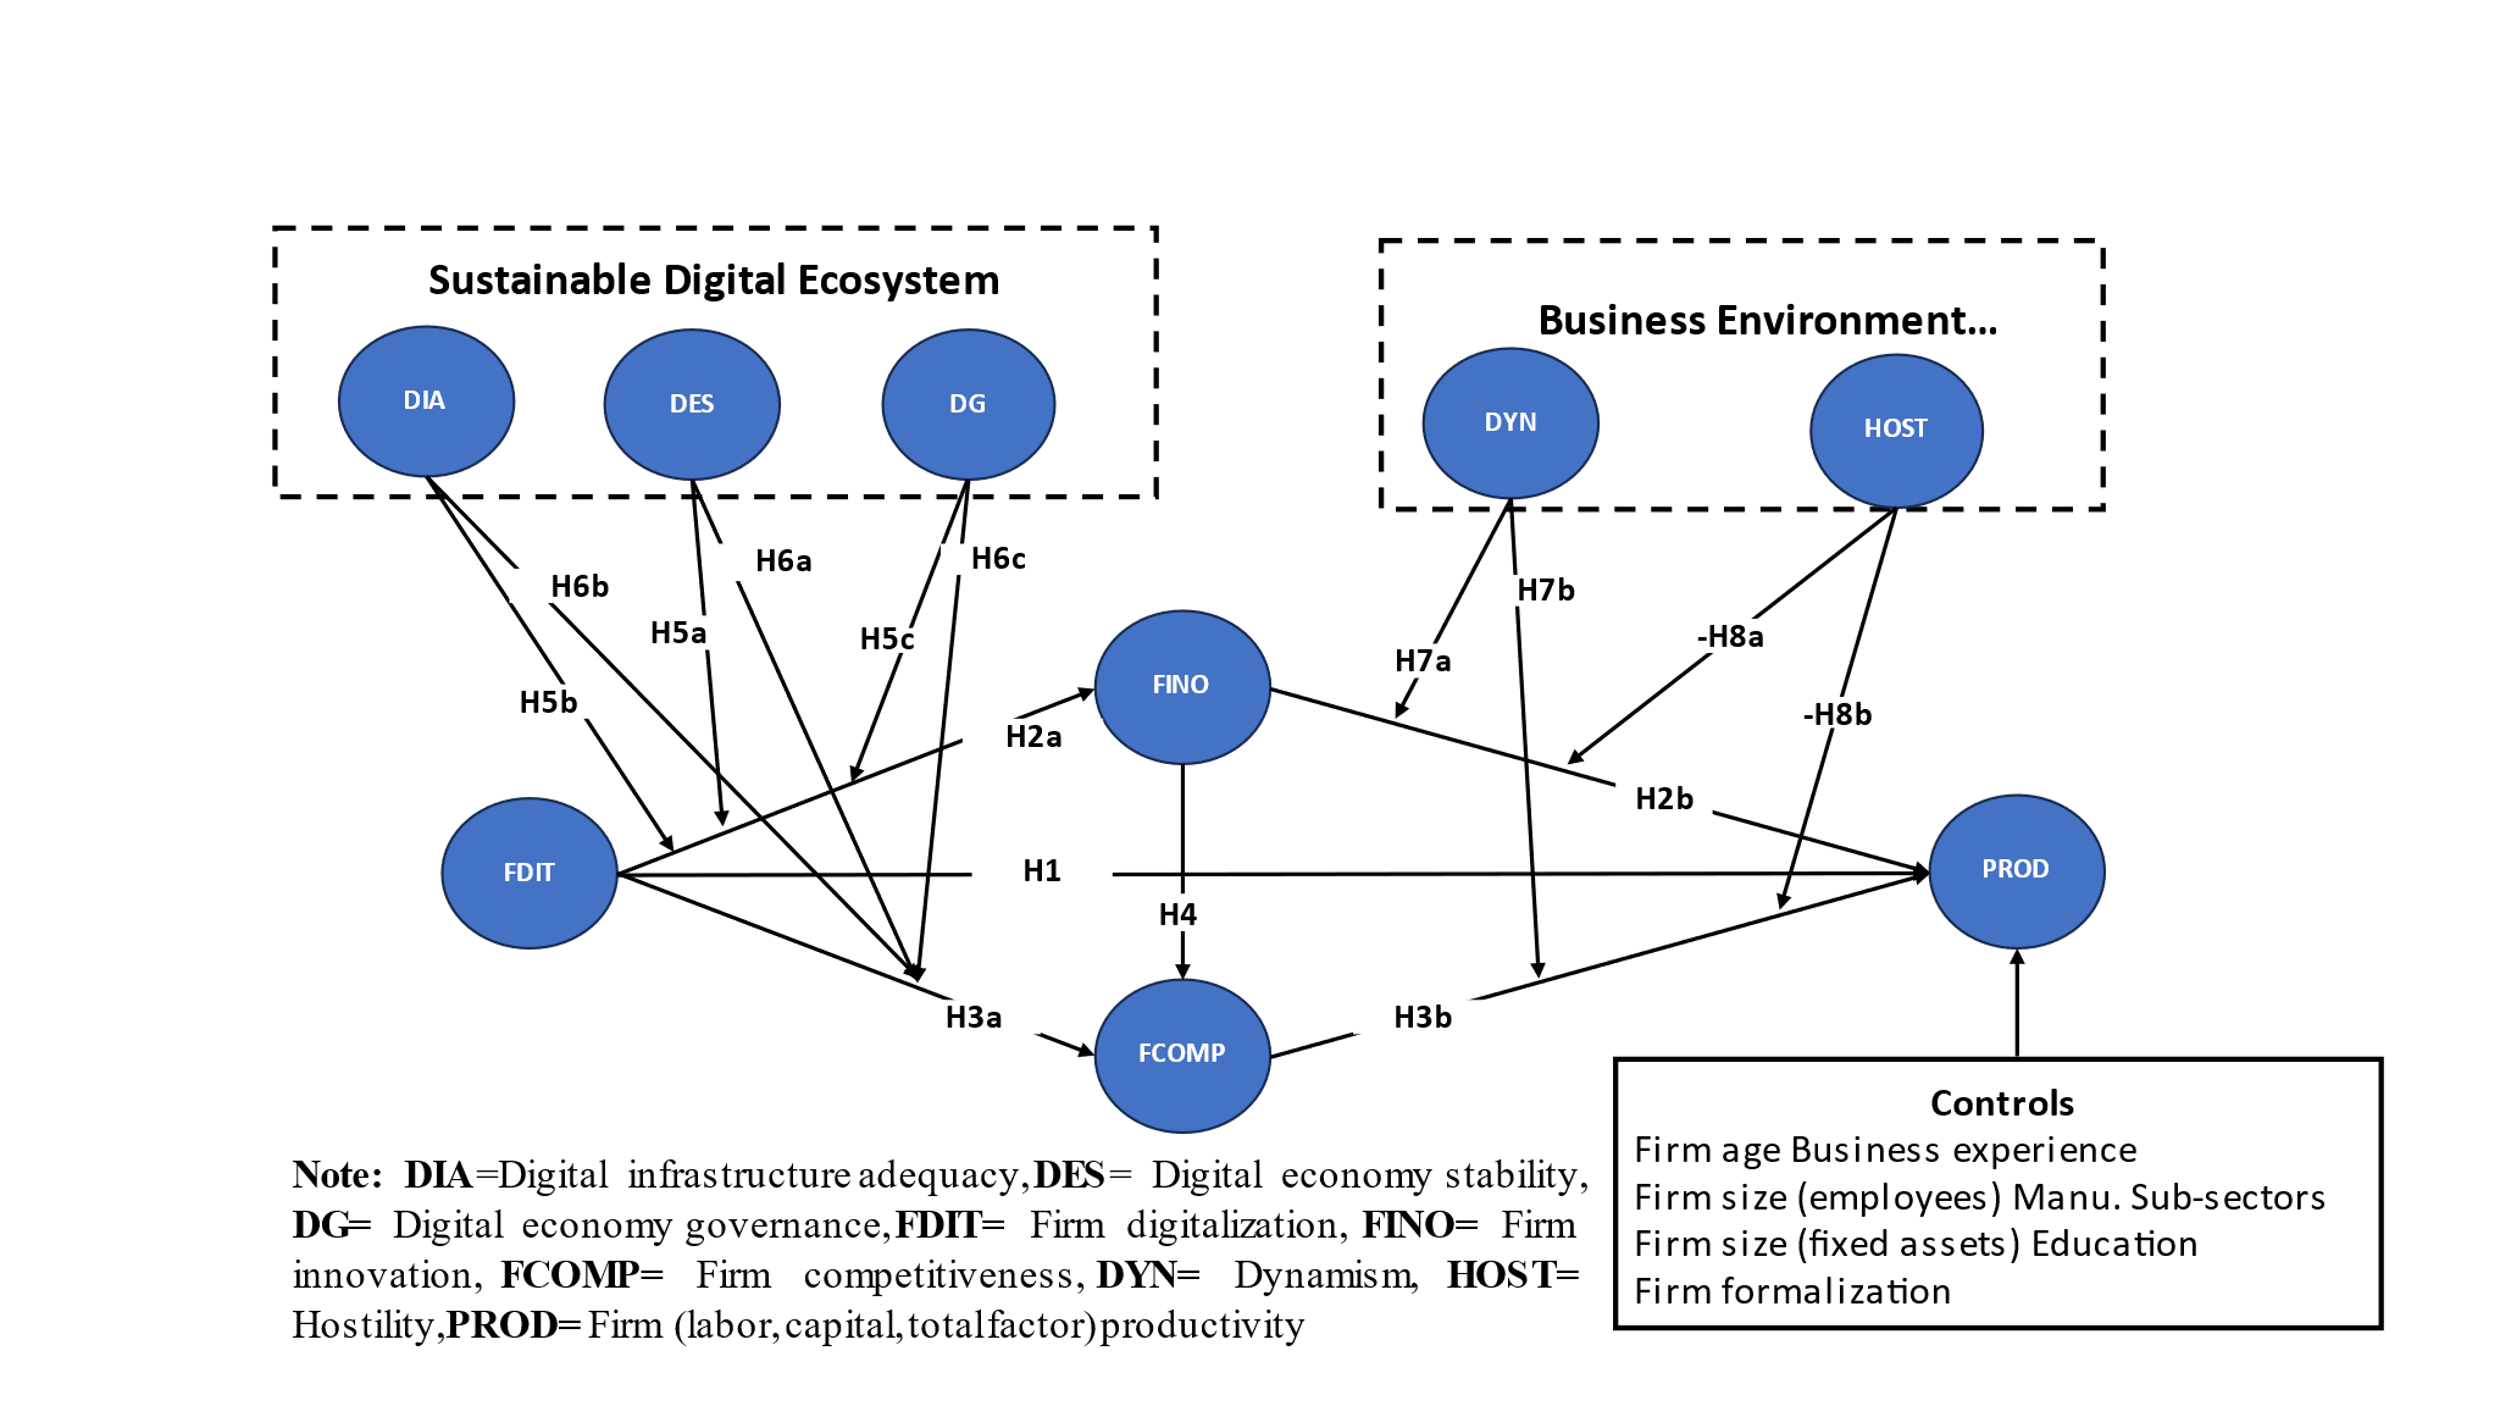 Sustainable Digital Ecosystem
Business Environment...
DIA
DES
DG
DYN
HOST
H6b
H6a
H6c
H7b
H5a
H5c
H5b
H7a
-H8a
-H8b
FINO
H2a
H2b
FDIT
H1
PROD
H4
H3a
H3b
FCOMP
Controls
Firm age Business experience
Firm size (employees) Manu. Sub-sectors
Firm size (fixed assets) Education
Firm formalization
Note: DIA=Digital infrastructure adequacy, DES= Digital economy stability,
DG= Digital economy governance, FDIT= Firm digitalization, FINO= Firm
innovation, FCOMP= Firm competitiveness, DYN= Dynamism, HOST=
Hostility, PROD= Firm (labor, capital, total factor) productivity